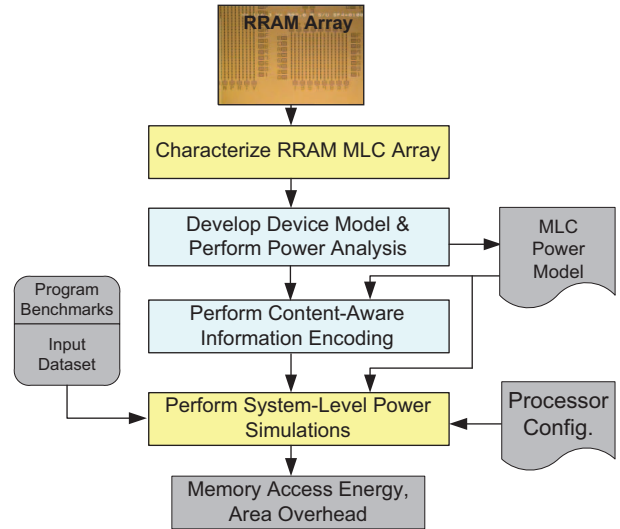 RRAM Array
Characterize RRAM MLC Array
Develop Device Model &
Perform Power Analysis
MLC
Power
Model
Program
Benchmarks
Input
Dataset
Perform Content-Aware
Information Encoding
Perform System-Level Power
Simulations
Processor
Config.
Memory Access Energy,
Area Overhead